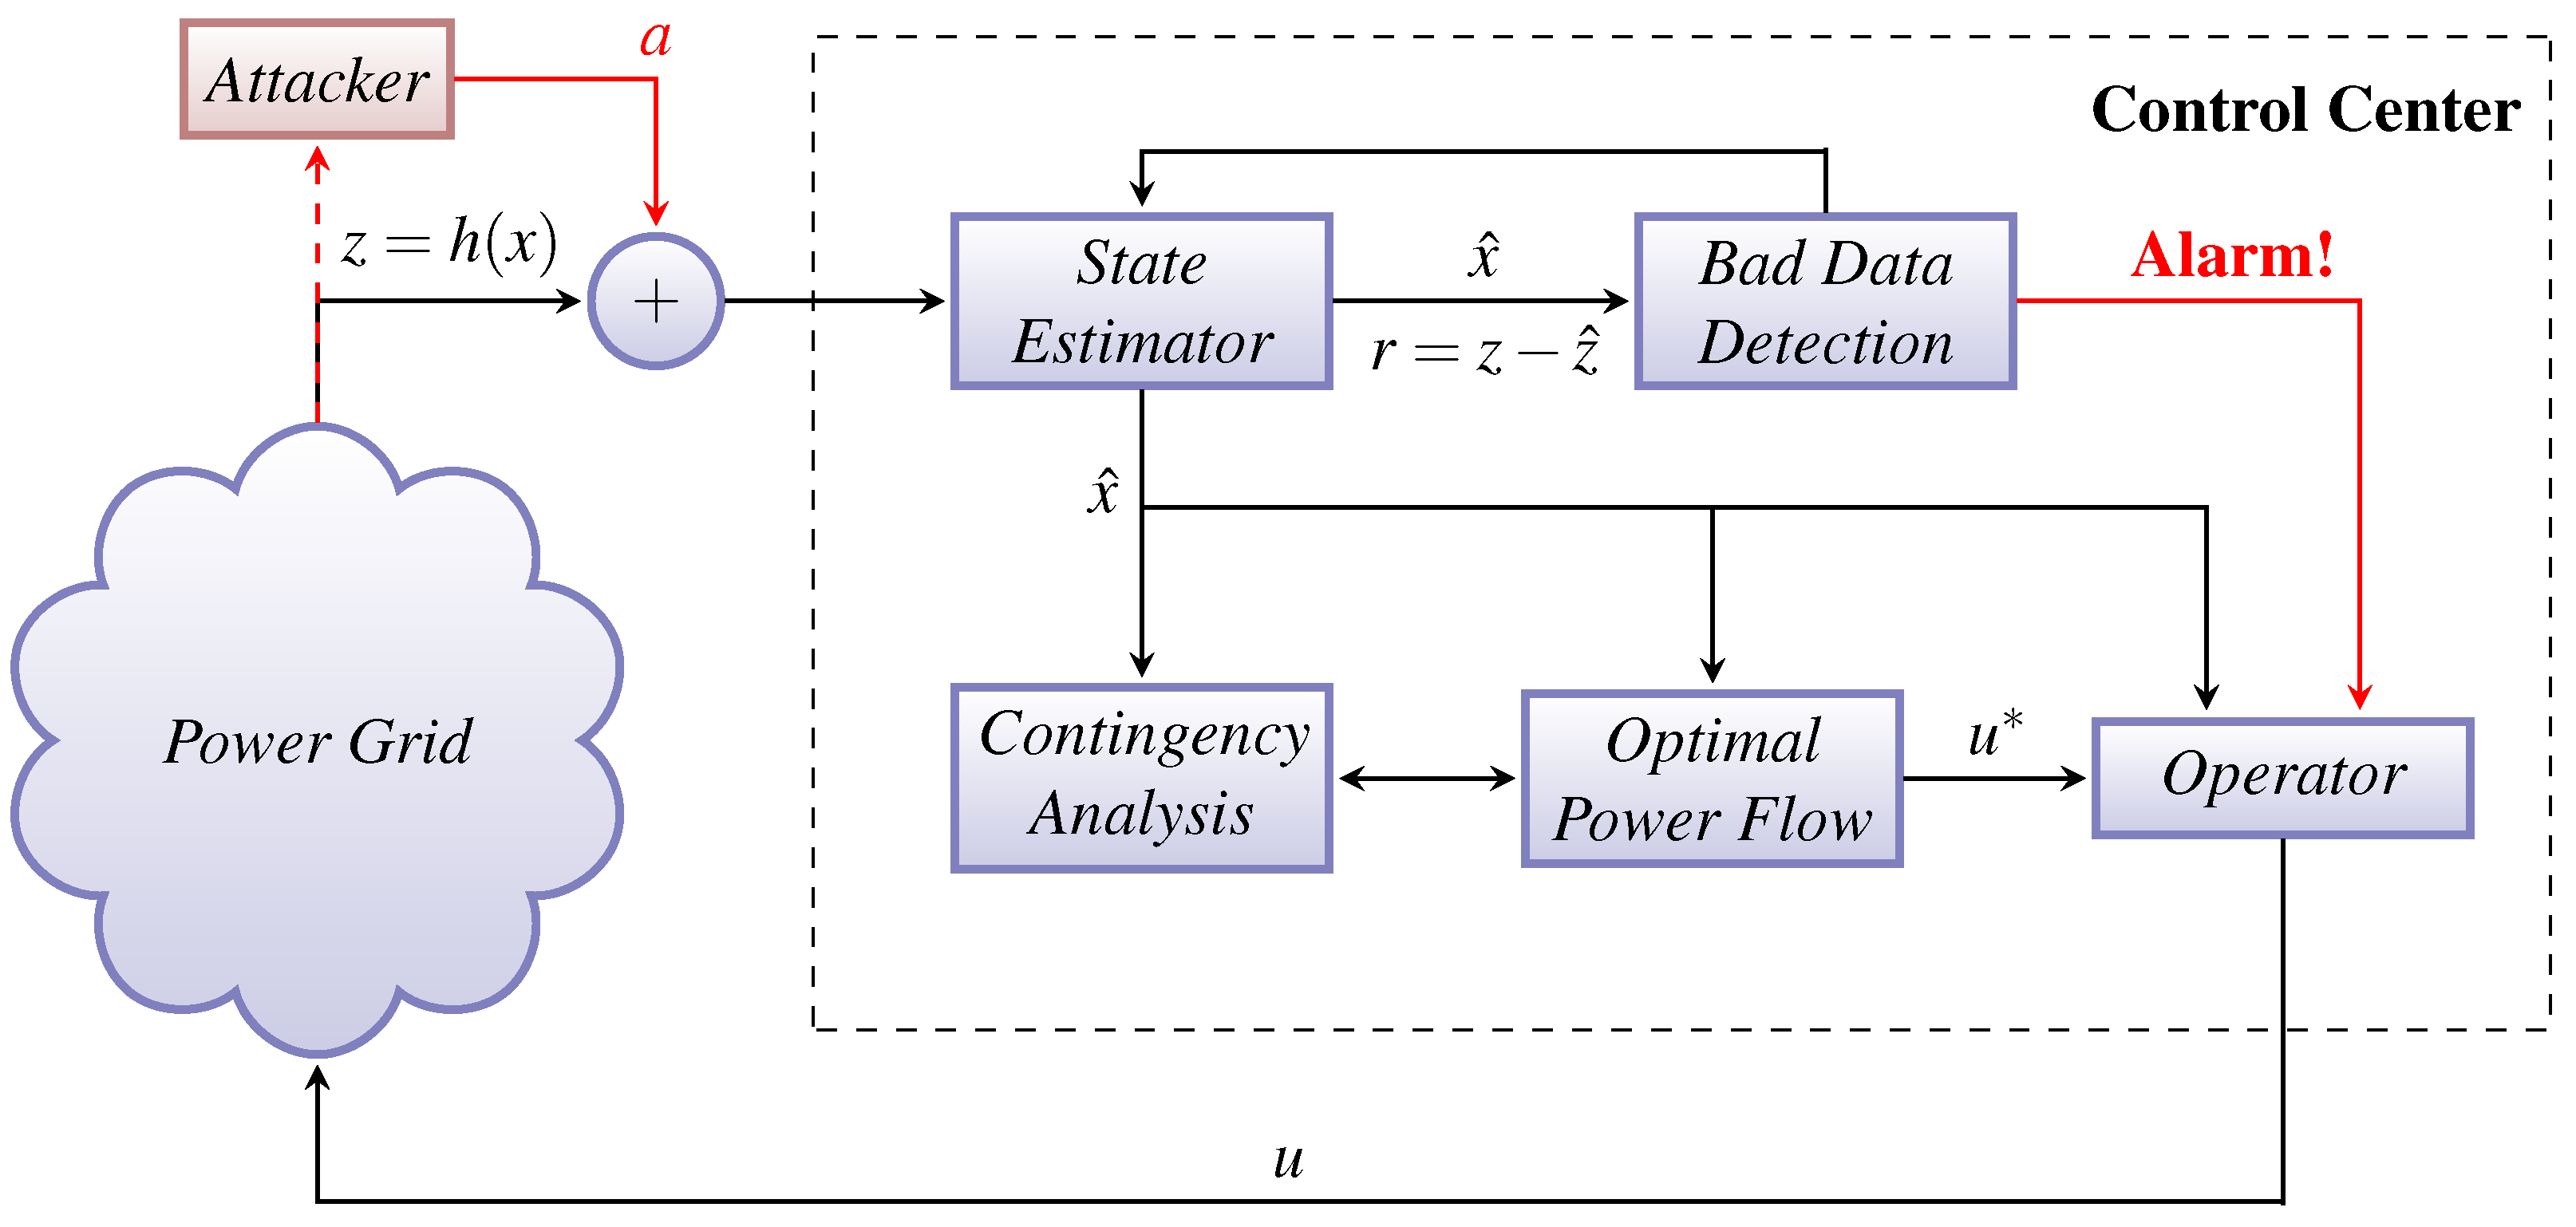 Attacker
a
Control Center
z = h(x)
+
State
Estimator
x̂
r = z − ẑ
Bad Data
Detection
Alarm!
x̂
Power Grid
Contingency
Analysis
Optimal
Power Flow
u*
Operator
u